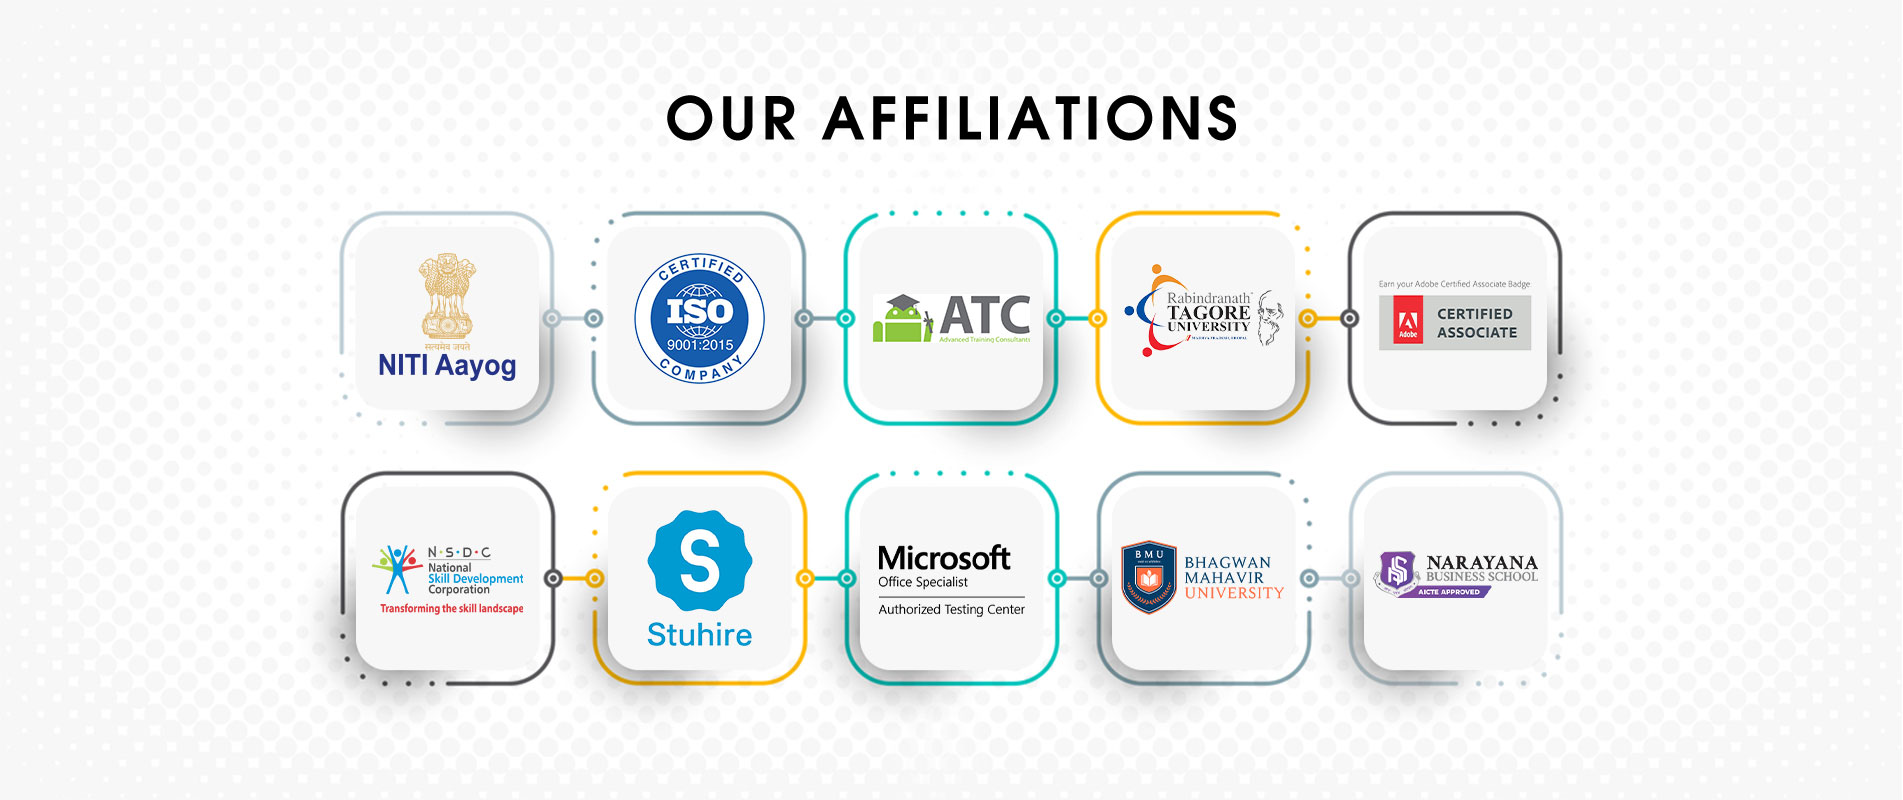 OUR AFFILIATIONS
सत्यमेव जयते
NITI Aayog
CERTIFIED
ISO
9001:2015
COMPANY
ATC
Advanced Training Consultants
Rabindranath
TAGORE
UNIVERSITY
Earn your Adobe Certified Associate Badge
Adobe
CERTIFIED
ASSOCIATE
N·S·D·C
National
Skill Development
Corporation
Transforming the skill landscape
S
Stuhire
Microsoft
Office Specialist
Authorized Testing Center
BMU
BHAGWAN
MAHAVIR
UNIVERSITY
NARAYANA
BUSINESS SCHOOL
AICTE APPROVED